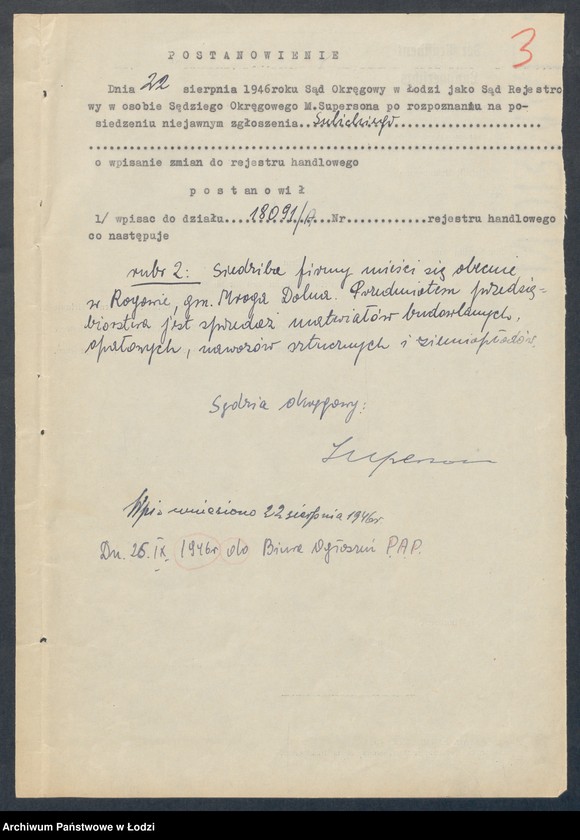 3
POSTANOWIENIE
Dnia 22 sierpnia 1946roku Sąd Okręgowy w Łodzi jako Sąd Rejestro
wy w osobie Sędziego Okręgowego M.Supersona po rozpoznaniu na po-
siedzeniu niejawnym zgłoszenia..
o wpisanie zmian do rejestru handlowego
postanowił
1/ wpisac do działu....18091/A..Nr............rejestru handlowego
co następuje
rubr 2: Siedziba firmy mieści się obecnie
w Rogowie, gm. Mroga Dolna. Przedmiotem przedsię-
biorstwa jest sprzedaż materiałów budowlanych,
opałowych, nawozów sztucznych i ziemiopłodów.
Sędzia okręgowy:
Superson
Wpis wniesiono 22 sierpnia 1946r.
Dn. 26.IX. 1946r do Biura Ogłoszeń P.A.P.
Archiwum Państwowe w Łodzi